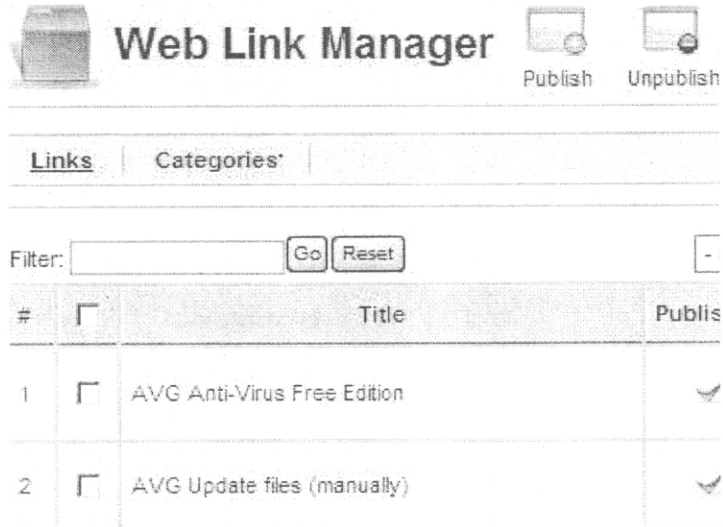 Web Link Manager
Publish Unpublish
Links Categories'
Filter: Go Reset -
# Title Publis
1 AVG Anti-Virus Free Edition
2 AVG Update files (manually)